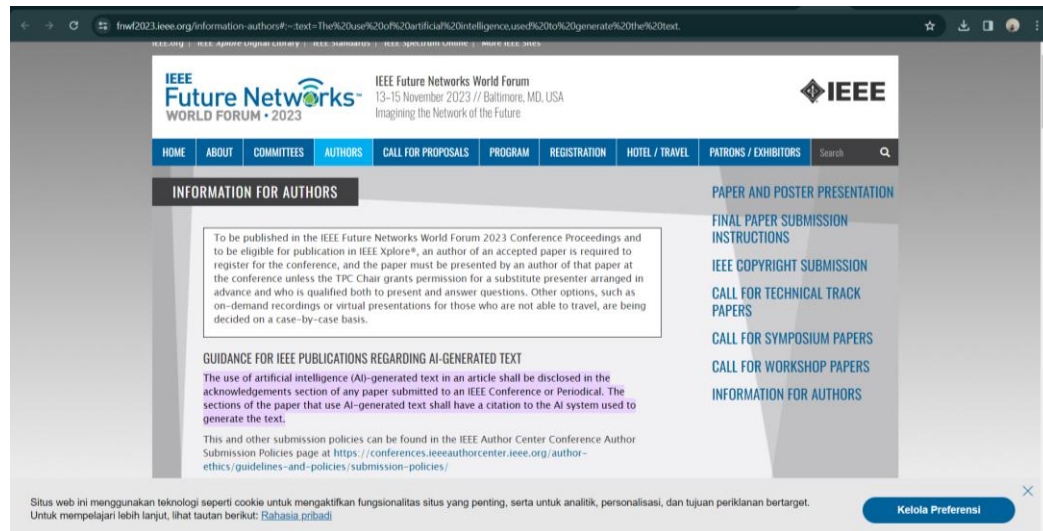 fnwf2023.ieee.org/information-authors#:~:text=The%20use%20of%20artificial%20intelligence,used%20to%20generate%20the%20text.
IEEE.org | IEEE Xplore Digital Library | IEEE Standards | IEEE Spectrum Online | More IEEE Sites
IEEE
Future Networks™
WORLD FORUM • 2023
IEEE Future Networks World Forum
13–15 November 2023 // Baltimore, MD, USA
Imagining the Network of the Future
IEEE
HOME ABOUT COMMITTEES AUTHORS CALL FOR PROPOSALS PROGRAM REGISTRATION HOTEL / TRAVEL PATRONS / EXHIBITORS Search
INFORMATION FOR AUTHORS
To be published in the IEEE Future Networks World Forum 2023 Conference Proceedings and
to be eligible for publication in IEEE Xplore®, an author of an accepted paper is required to
register for the conference, and the paper must be presented by an author of that paper at
the conference unless the TPC Chair grants permission for a substitute presenter arranged in
advance and who is qualified both to present and answer questions. Other options, such as
on-demand recordings or virtual presentations for those who are not able to travel, are being
decided on a case-by-case basis.
GUIDANCE FOR IEEE PUBLICATIONS REGARDING AI-GENERATED TEXT
The use of artificial intelligence (AI)-generated text in an article shall be disclosed in the
acknowledgements section of any paper submitted to an IEEE Conference or Periodical. The
sections of the paper that use AI-generated text shall have a citation to the AI system used to
generate the text.
This and other submission policies can be found in the IEEE Author Center Conference Author
Submission Policies page at https://conferences.ieeeauthorcenter.ieee.org/author-
ethics/guidelines-and-policies/submission-policies/
PAPER AND POSTER PRESENTATION
FINAL PAPER SUBMISSION
INSTRUCTIONS
IEEE COPYRIGHT SUBMISSION
CALL FOR TECHNICAL TRACK
PAPERS
CALL FOR SYMPOSIUM PAPERS
CALL FOR WORKSHOP PAPERS
INFORMATION FOR AUTHORS
Situs web ini menggunakan teknologi seperti cookie untuk mengaktifkan fungsionalitas situs yang penting, serta untuk analitik, personalisasi, dan tujuan periklanan bertarget.
Untuk mempelajari lebih lanjut, lihat tautan berikut: Rahasia pribadi
Kelola Preferensi